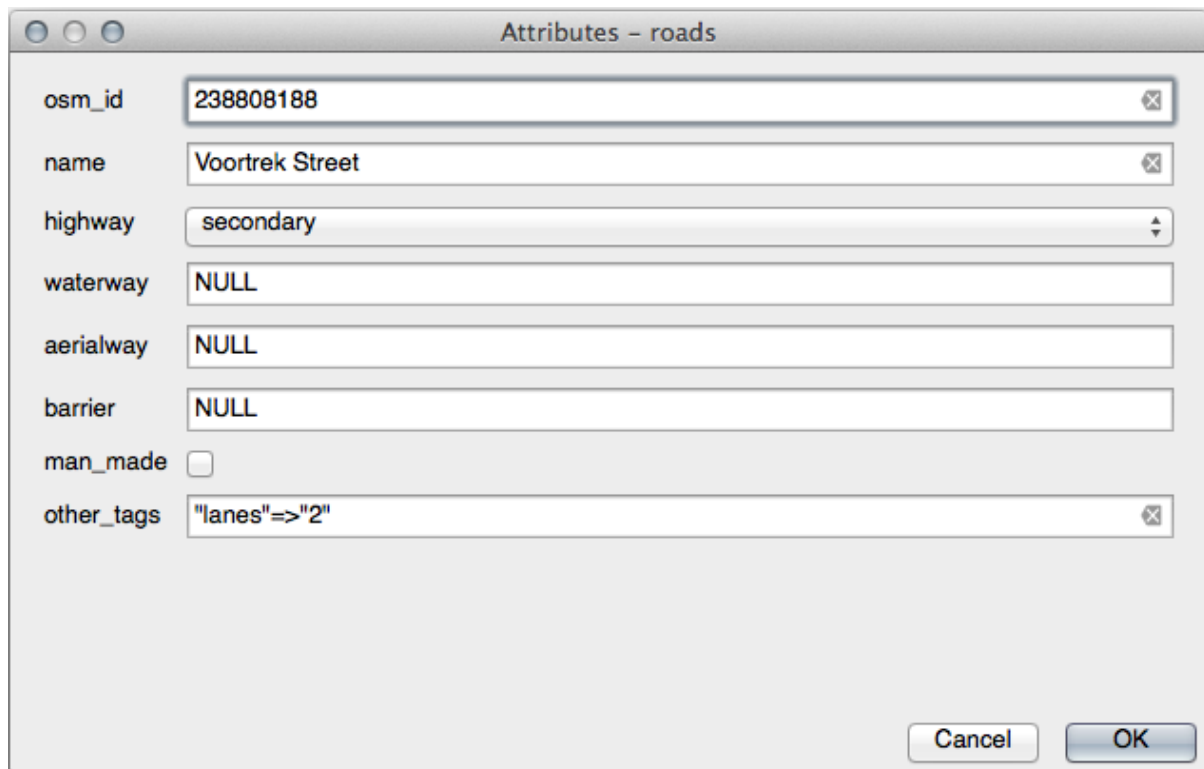 Attributes – roads
osm_id 238808188
name Voortrek Street
highway secondary
waterway NULL
aerialway NULL
barrier NULL
man_made
other_tags "lanes"=>"2"
Cancel OK